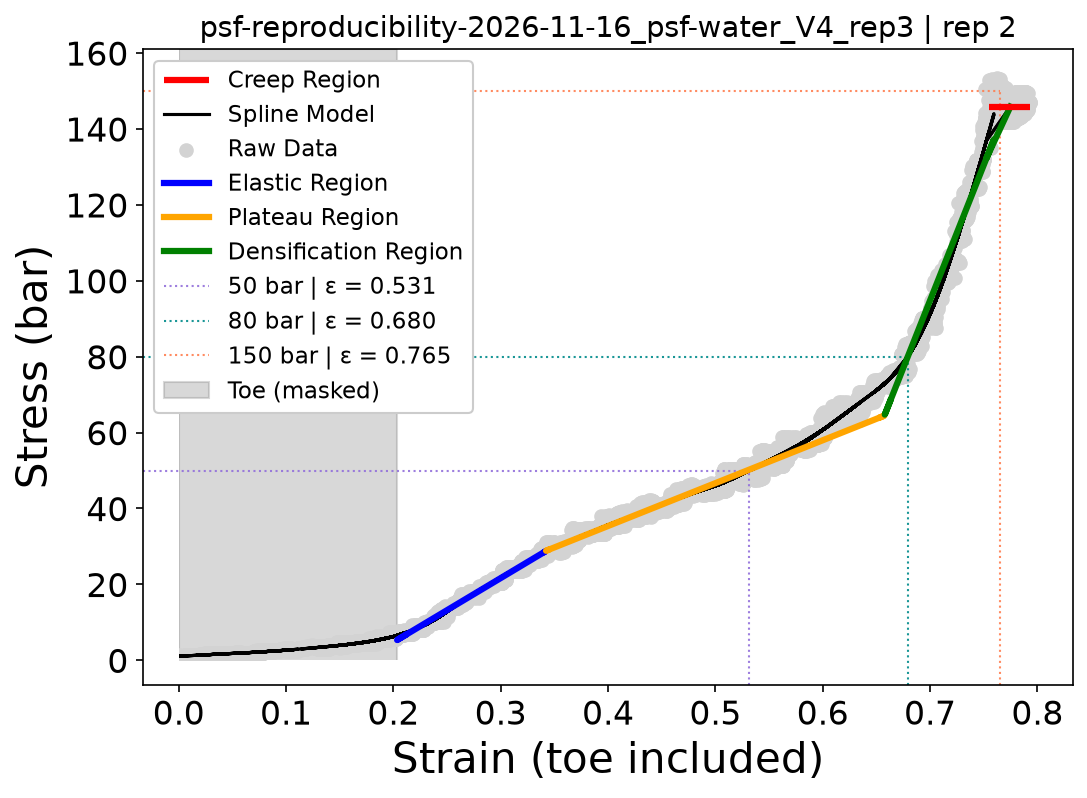 psf-reproducibility-2026-11-16_psf-water_V4_rep3 | rep 2
Stress (bar)
160
140
120
100
80
60
40
20
0
Creep Region
Spline Model
Raw Data
Elastic Region
Plateau Region
Densification Region
50 bar | ε = 0.531
80 bar | ε = 0.680
150 bar | ε = 0.765
Toe (masked)
0.0 0.1 0.2 0.3 0.4 0.5 0.6 0.7 0.8
Strain (toe included)